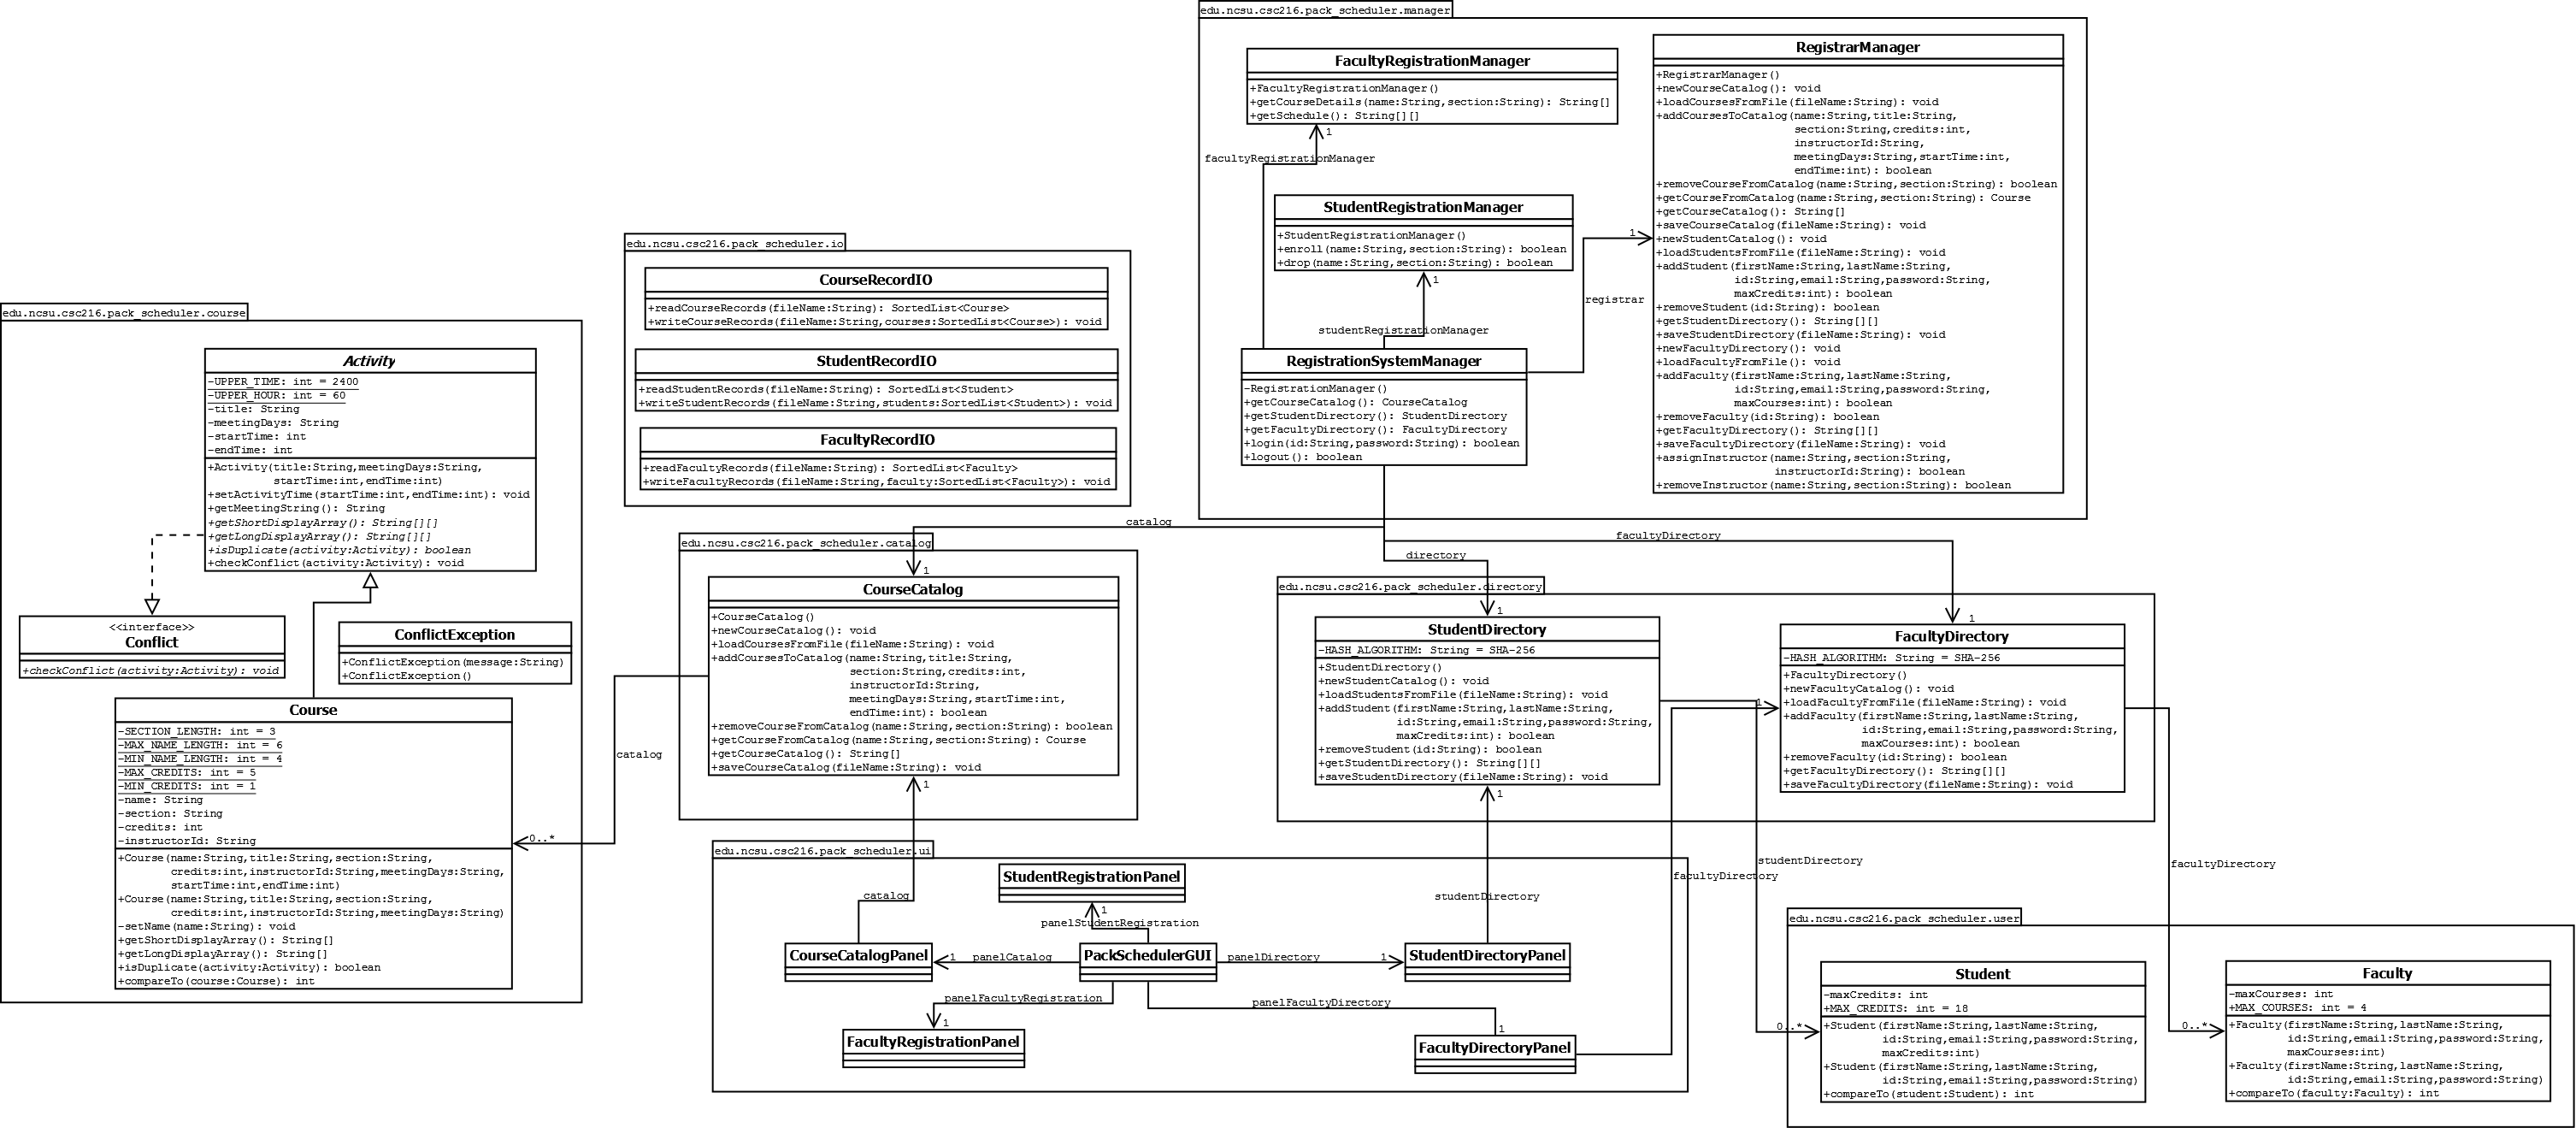 edu.ncsu.csc216.pack_scheduler.manager
FacultyRegistrationManager
+FacultyRegistrationManager()
+getCourseDetails(name:String,section:String): String[]
+getSchedule(): String[][]
1
facultyRegistrationManager
StudentRegistrationManager
+StudentRegistrationManager()
+enroll(name:String,section:String): boolean
+drop(name:String,section:String): boolean
1
studentRegistrationManager
1
registrar
RegistrationSystemManager
-RegistrationManager()
+getCourseCatalog(): CourseCatalog
+getStudentDirectory(): StudentDirectory
+getFacultyDirectory(): FacultyDirectory
+login(id:String,password:String): boolean
+logout(): boolean
RegistrarManager
+RegistrarManager()
+newCourseCatalog(): void
+loadCoursesFromFile(fileName:String): void
+addCoursesToCatalog(name:String,title:String,
section:String,credits:int,
instructorId:String,
meetingDays:String,startTime:int,
endTime:int): boolean
+removeCourseFromCatalog(name:String,section:String): boolean
+getCourseFromCatalog(name:String,section:String): Course
+getCourseCatalog(): String[]
+saveCourseCatalog(fileName:String): void
+newStudentCatalog(): void
+loadStudentsFromFile(fileName:String): void
+addStudent(firstName:String,lastName:String,
id:String,email:String,password:String,
maxCredits:int): boolean
+removeStudent(id:String): boolean
+getStudentDirectory(): String[][]
+saveStudentDirectory(fileName:String): void
+newFacultyDirectory(): void
+loadFacultyFromFile(): void
+addFaculty(firstName:String,lastName:String,
id:String,email:String,password:String,
maxCourses:int): boolean
+removeFaculty(id:String): boolean
+getFacultyDirectory(): String[][]
+saveFacultyDirectory(fileName:String): void
+assignInstructor(name:String,section:String,
instructorId:String): boolean
+removeInstructor(name:String,section:String): boolean
edu.ncsu.csc216.pack_scheduler.io
CourseRecordIO
+readCourseRecords(fileName:String): SortedList<Course>
+writeCourseRecords(fileName:String,courses:SortedList<Course>): void
StudentRecordIO
+readStudentRecords(fileName:String): SortedList<Student>
+writeStudentRecords(fileName:String,students:SortedList<Student>): void
FacultyRecordIO
+readFacultyRecords(fileName:String): SortedList<Faculty>
+writeFacultyRecords(fileName:String,faculty:SortedList<Faculty>): void
edu.ncsu.csc216.pack_scheduler.course
Activity
-UPPER_TIME: int = 2400
-UPPER_HOUR: int = 60
-title: String
-meetingDays: String
-startTime: int
-endTime: int
+Activity(title:String,meetingDays:String,
startTime:int,endTime:int)
+setActivityTime(startTime:int,endTime:int): void
+getMeetingString(): String
+getShortDisplayArray(): String[][]
+getLongDisplayArray(): String[][]
+isDuplicate(activity:Activity): boolean
+checkConflict(activity:Activity): void
<<interface>>
Conflict
+checkConflict(activity:Activity): void
ConflictException
+ConflictException(message:String)
+ConflictException()
Course
-SECTION_LENGTH: int = 3
-MAX_NAME_LENGTH: int = 6
-MIN_NAME_LENGTH: int = 4
-MAX_CREDITS: int = 5
-MIN_CREDITS: int = 1
-name: String
-section: String
-credits: int
-instructorId: String
+Course(name:String,title:String,section:String,
credits:int,instructorId:String,meetingDays:String,
startTime:int,endTime:int)
+Course(name:String,title:String,section:String,
credits:int,instructorId:String,meetingDays:String)
-setName(name:String): void
+getShortDisplayArray(): String[]
+getLongDisplayArray(): String[]
+isDuplicate(activity:Activity): boolean
+compareTo(course:Course): int
0..*
catalog
catalog
edu.ncsu.csc216.pack_scheduler.catalog
1
CourseCatalog
+CourseCatalog()
+newCourseCatalog(): void
+loadCoursesFromFile(fileName:String): void
+addCoursesToCatalog(name:String,title:String,
section:String,credits:int,
instructorId:String,
meetingDays:String,startTime:int,
endTime:int): boolean
+removeCourseFromCatalog(name:String,section:String): boolean
+getCourseFromCatalog(name:String,section:String): Course
+getCourseCatalog(): String[]
+saveCourseCatalog(fileName:String): void
1
facultyDirectory
directory
edu.ncsu.csc216.pack_scheduler.directory
1
StudentDirectory
-HASH_ALGORITHM: String = SHA-256
+StudentDirectory()
+newStudentCatalog(): void
+loadStudentsFromFile(fileName:String): void
+addStudent(firstName:String,lastName:String,
id:String,email:String,password:String,
maxCredits:int): boolean
+removeStudent(id:String): boolean
+getStudentDirectory(): String[][]
+saveStudentDirectory(fileName:String): void
1
1
FacultyDirectory
-HASH_ALGORITHM: String = SHA-256
+FacultyDirectory()
+newFacultyCatalog(): void
+loadFacultyFromFile(fileName:String): void
+addFaculty(firstName:String,lastName:String,
id:String,email:String,password:String,
maxCourses:int): boolean
+removeFaculty(id:String): boolean
+getFacultyDirectory(): String[][]
+saveFacultyDirectory(fileName:String): void
1
edu.ncsu.csc216.pack_scheduler.ui
StudentRegistrationPanel
1
panelStudentRegistration
catalog
studentDirectory
facultyDirectory
studentDirectory
facultyDirectory
CourseCatalogPanel
1
panelCatalog
PackSchedulerGUI
panelDirectory
1
StudentDirectoryPanel
panelFacultyRegistration
1
panelFacultyDirectory
1
FacultyRegistrationPanel
FacultyDirectoryPanel
edu.ncsu.csc216.pack_scheduler.user
0..*
Student
-maxCredits: int
+MAX_CREDITS: int = 18
+Student(firstName:String,lastName:String,
id:String,email:String,password:String,
maxCredits:int)
+Student(firstName:String,lastName:String,
id:String,email:String,password:String)
+compareTo(student:Student): int
0..*
Faculty
-maxCourses: int
+MAX_COURSES: int = 4
+Faculty(firstName:String,lastName:String,
id:String,email:String,password:String,
maxCourses:int)
+Faculty(firstName:String,lastName:String,
id:String,email:String,password:String)
+compareTo(faculty:Faculty): int